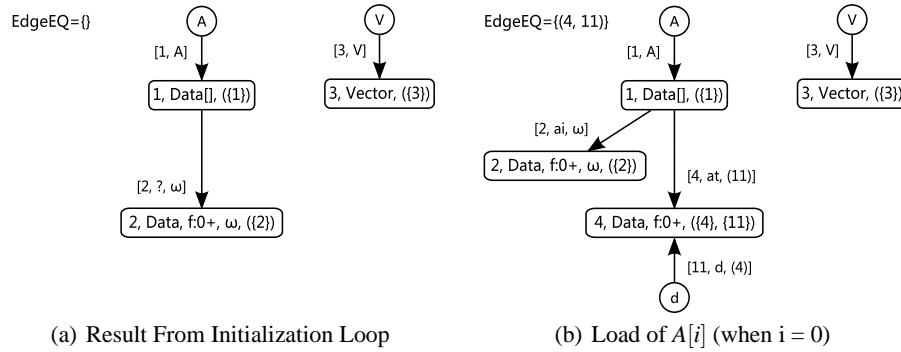 EdgeEQ={}
A
V
[1, A]
[3, V]
1, Data[], ({1})
3, Vector, ({3})
[2, ?, ω]
2, Data, f:0+, ω, ({2})
(a) Result From Initialization Loop
EdgeEQ={(4, 11)}
A
V
[1, A]
[3, V]
1, Data[], ({1})
3, Vector, ({3})
[2, ai, ω]
2, Data, f:0+, ω, ({2})
[4, at, (11)]
4, Data, f:0+, ({4}, {11})
[11, d, (4)]
d
(b) Load of A[i] (when i = 0)